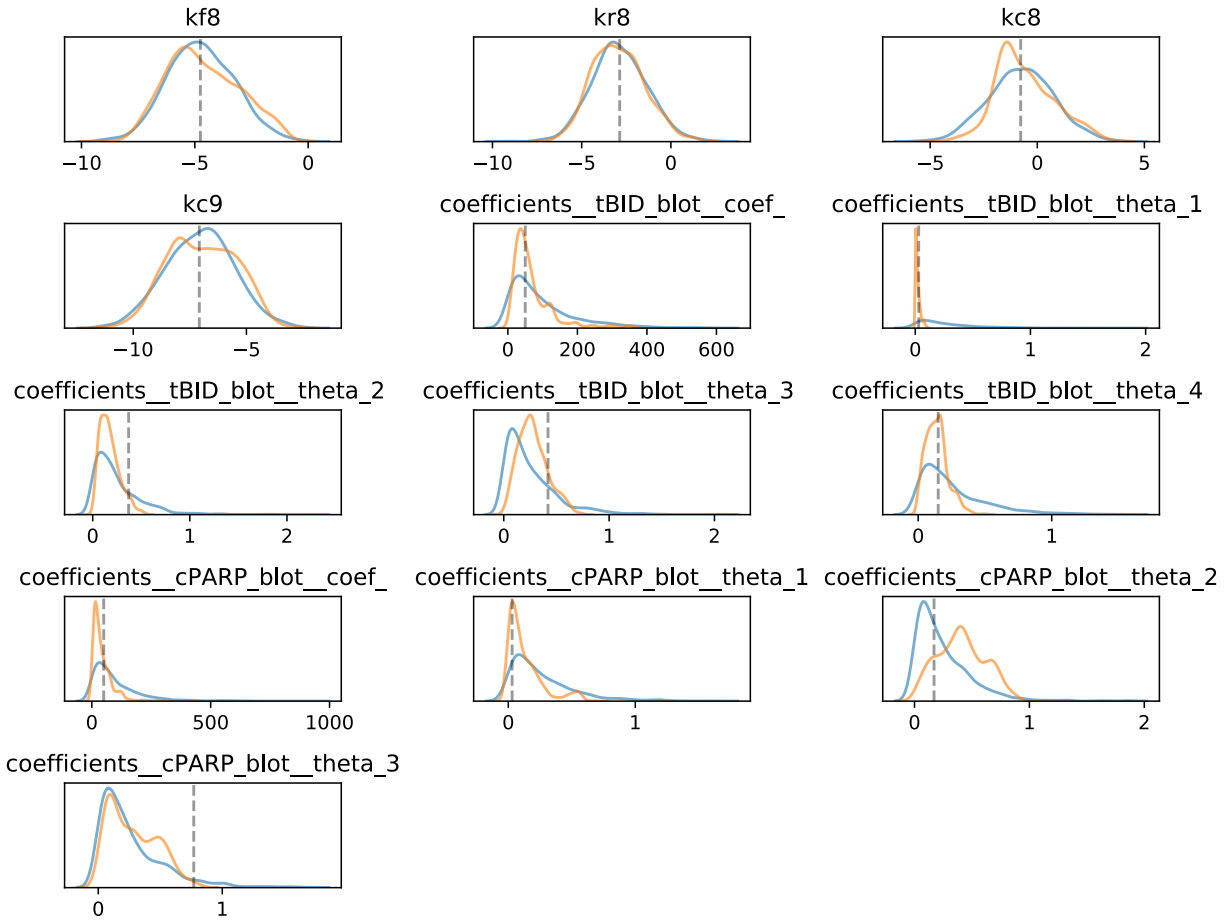 kf8 kr8 kc8
−10 −5 0 −10 −5 0 −5 0 5
kc9 coefficients__tBID_blot__coef_ coefficients__tBID_blot__theta_1
−10 −5 0 200 400 600 0 1 2
coefficients__tBID_blot__theta_2 coefficients__tBID_blot__theta_3 coefficients__tBID_blot__theta_4
0 1 2 0 1 2 0 1
coefficients__cPARP_blot__coef_ coefficients__cPARP_blot__theta_1 coefficients__cPARP_blot__theta_2
0 500 1000 0 1 0 1 2
coefficients__cPARP_blot__theta_3
0 1